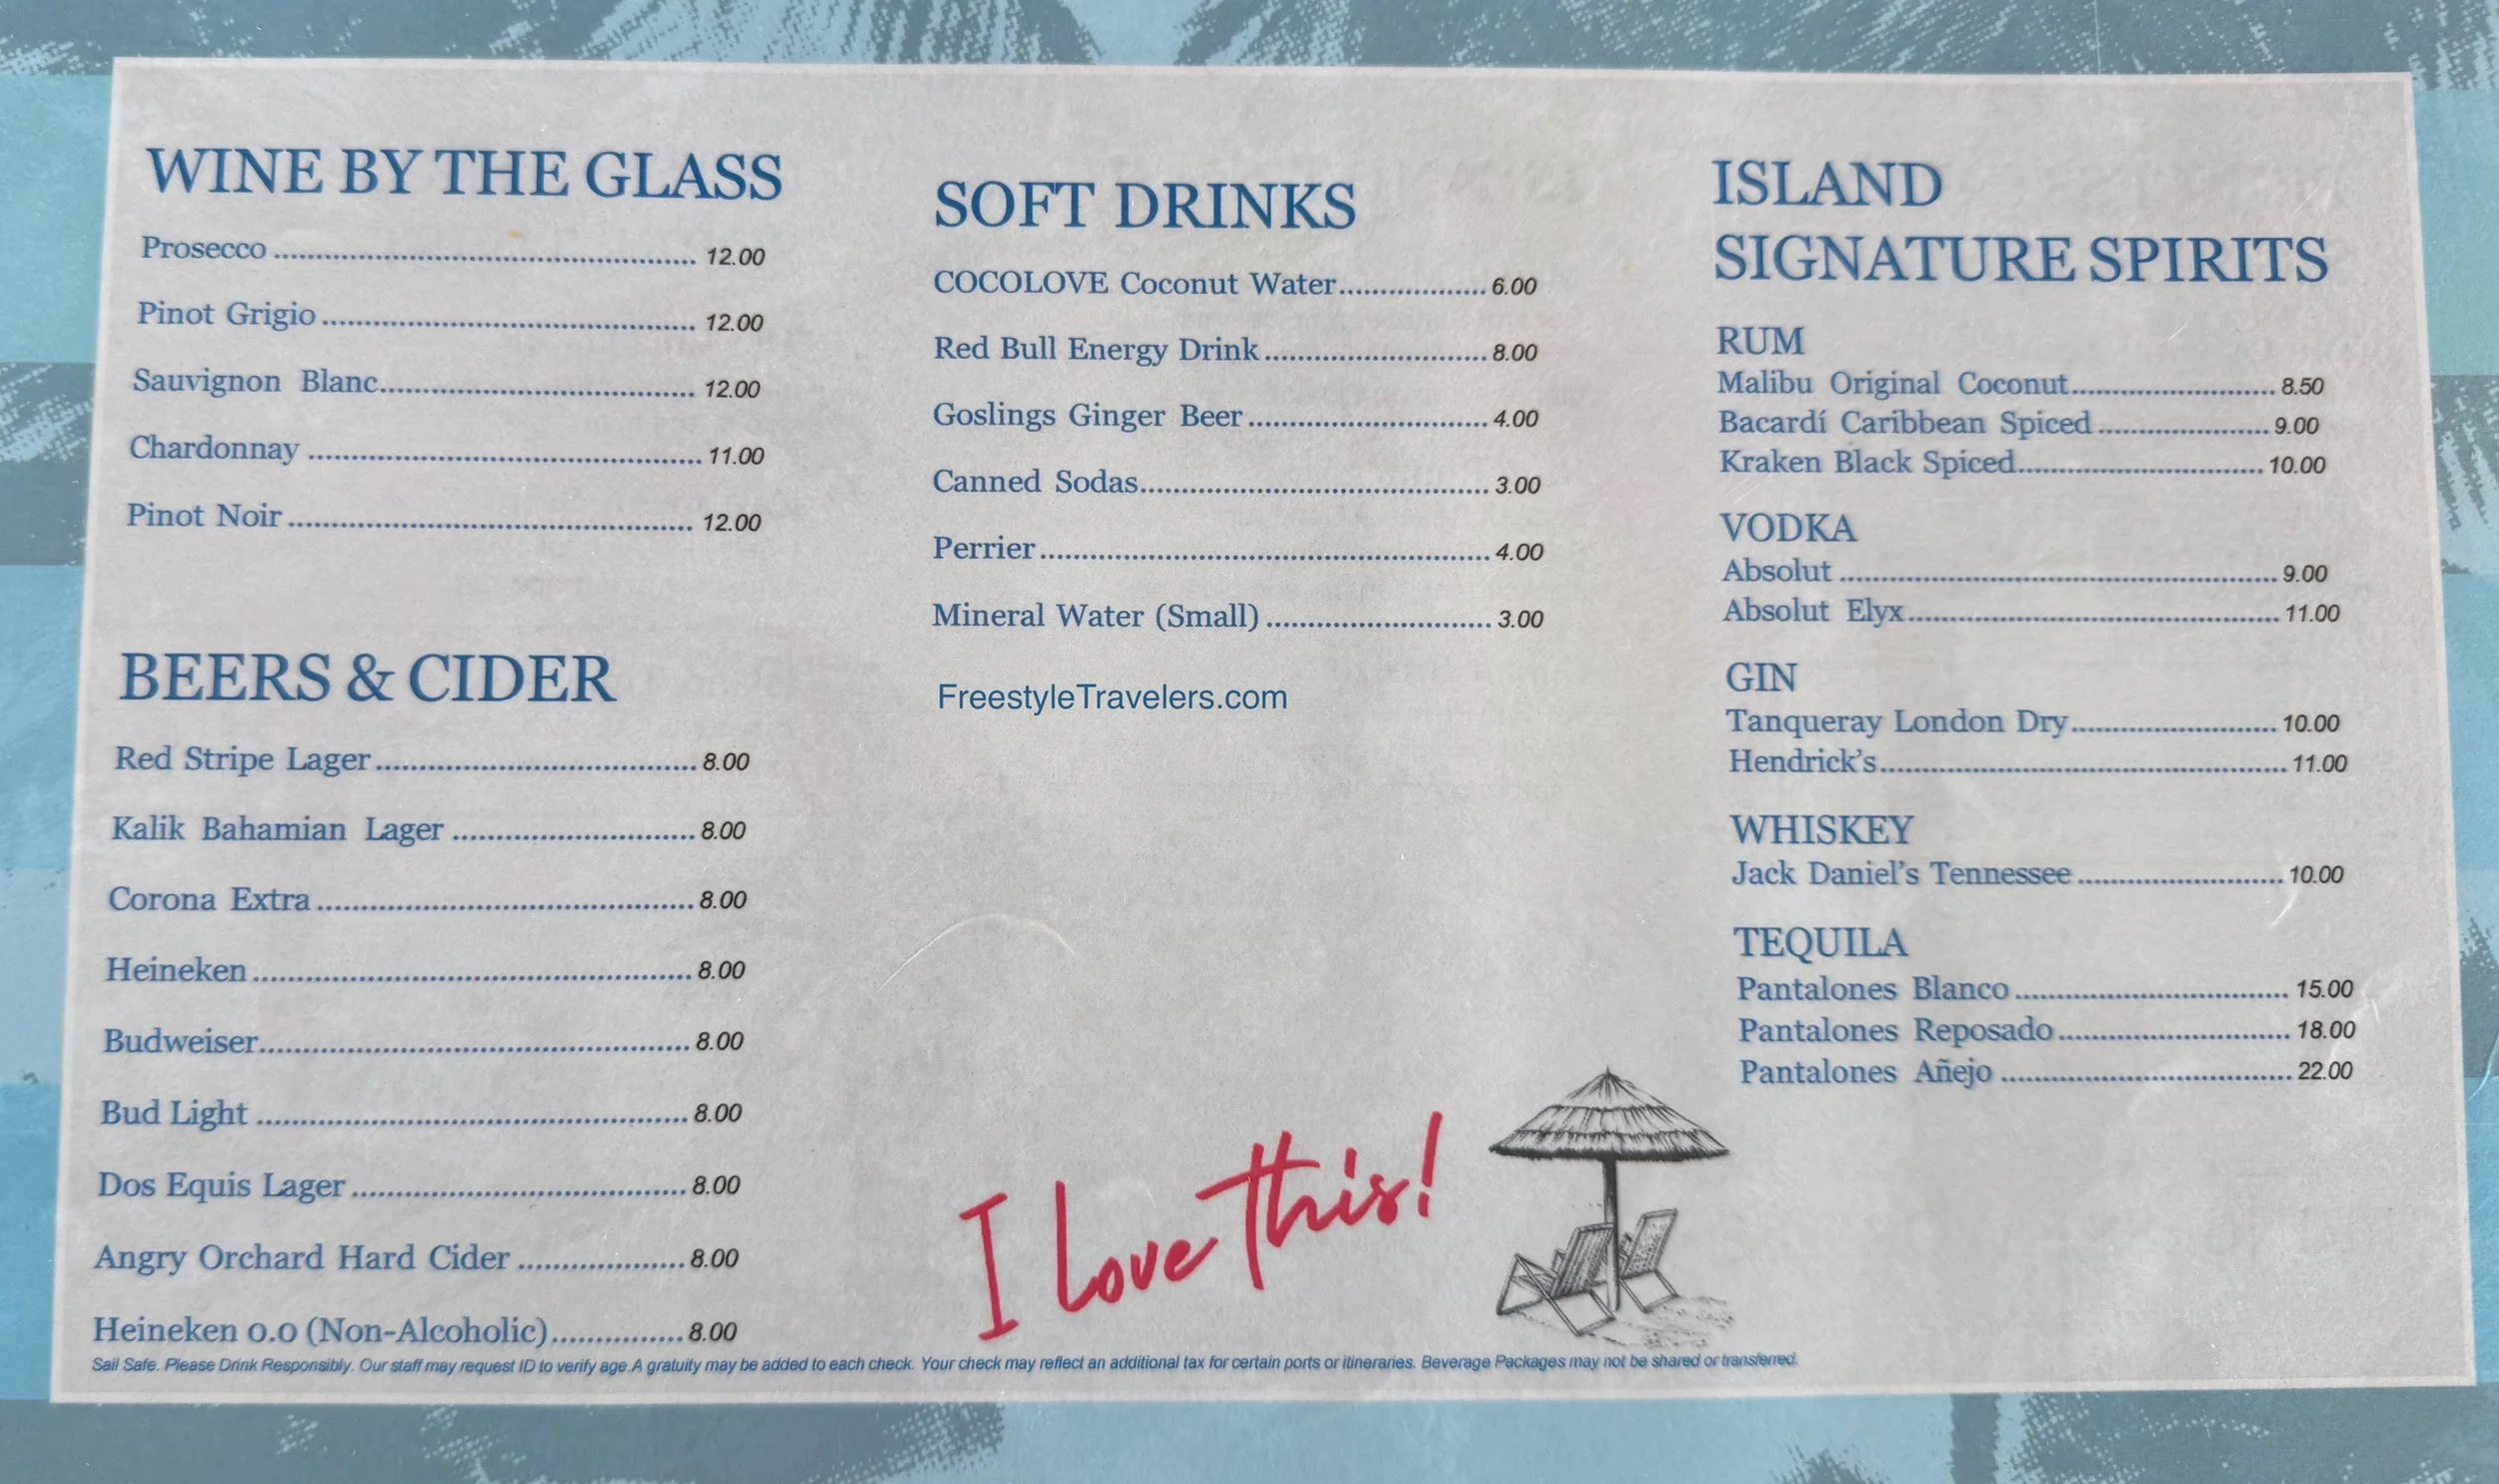 WINE BY THE GLASS
Prosecco 12.00
Pinot Grigio 12.00
Sauvignon Blanc 12.00
Chardonnay 11.00
Pinot Noir 12.00
BEERS & CIDER
Red Stripe Lager 8.00
Kalik Bahamian Lager 8.00
Corona Extra 8.00
Heineken 8.00
Budweiser 8.00
Bud Light 8.00
Dos Equis Lager 8.00
Angry Orchard Hard Cider 8.00
Heineken 0.0 (Non-Alcoholic) 8.00
SOFT DRINKS
COCOLOVE Coconut Water 6.00
Red Bull Energy Drink 8.00
Goslings Ginger Beer 4.00
Canned Sodas 3.00
Perrier 4.00
Mineral Water (Small) 3.00
FreestyleTravelers.com
I love this!
ISLAND
SIGNATURE SPIRITS
RUM
Malibu Original Coconut 8.50
Bacardí Caribbean Spiced 9.00
Kraken Black Spiced 10.00
VODKA
Absolut 9.00
Absolut Elyx 11.00
GIN
Tanqueray London Dry 10.00
Hendrick's 11.00
WHISKEY
Jack Daniel's Tennessee 10.00
TEQUILA
Pantalones Blanco 15.00
Pantalones Reposado 18.00
Pantalones Añejo 22.00
Sail Safe. Please Drink Responsibly. Our staff may request ID to verify age.A gratuity may be added to each check. Your check may reflect an additional tax for certain ports or itineraries. Beverage Packages may not be shared or transferred.